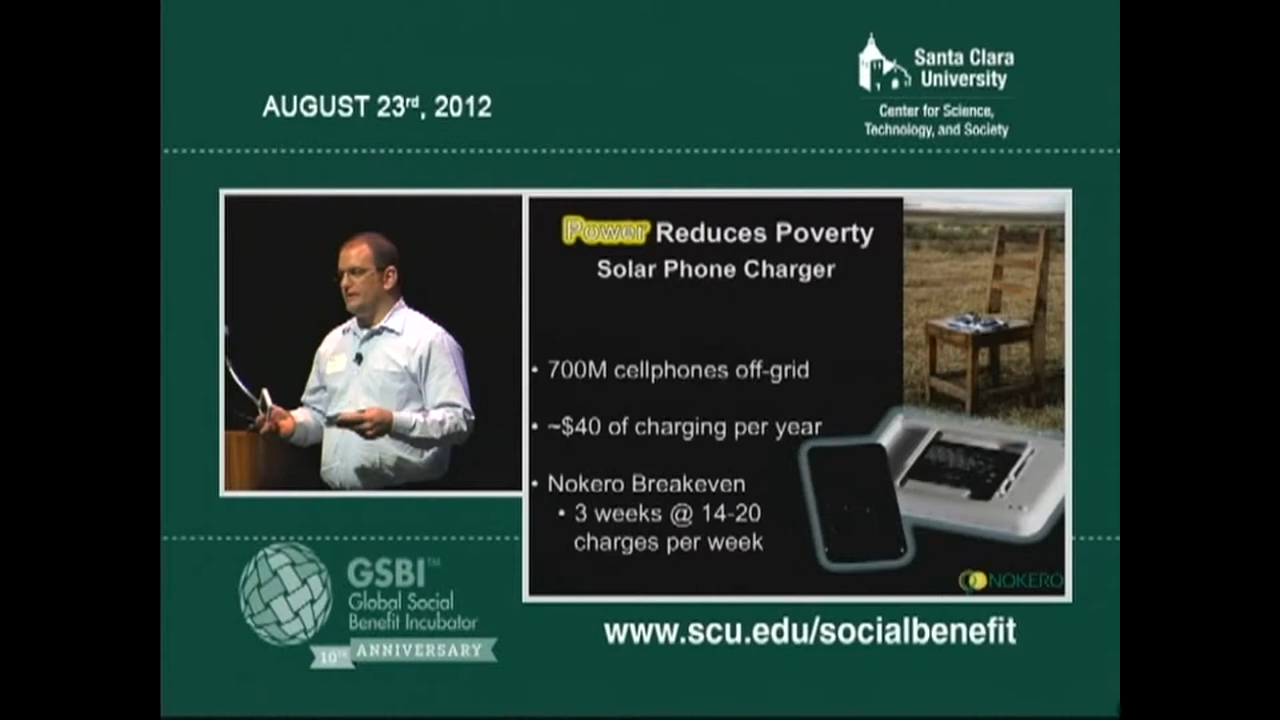 AUGUST 23rd, 2012
Santa Clara
University
Center for Science,
Technology, and Society
Power Reduces Poverty
Solar Phone Charger
• 700M cellphones off-grid
• ~$40 of charging per year
• Nokero Breakeven
• 3 weeks @ 14-20
charges per week
NOKERO
GSBI™
Global Social
Benefit Incubator
10TH ANNIVERSARY
www.scu.edu/socialbenefit